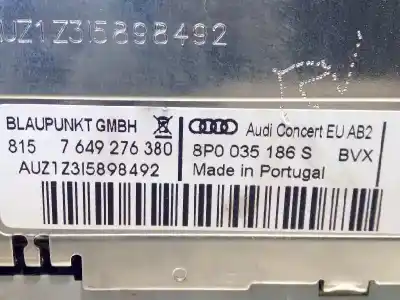 AUZ1Z3I5898492
BLAUPUNKT GMBH
Audi Concert EU AB2
815 7 649 276 380
8P0 035 186 S BVX
AUZ1Z3I5898492
Made in Portugal